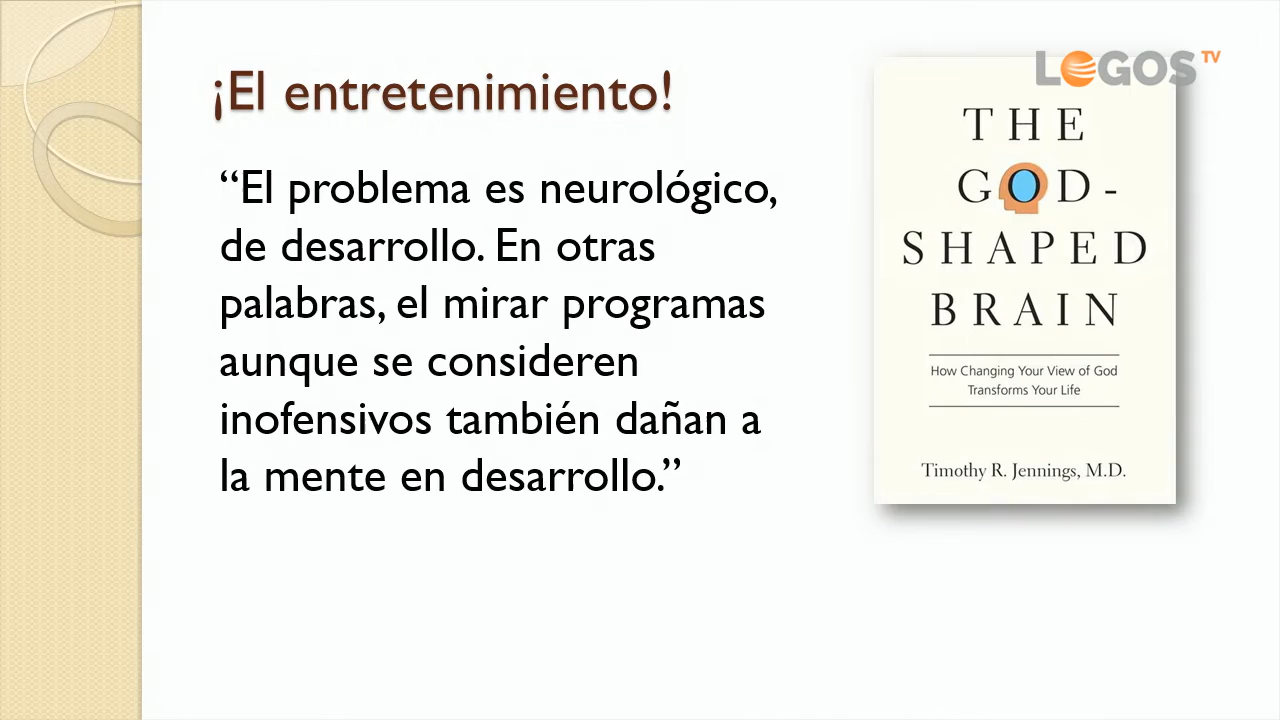 LOGOS TV
¡El entretenimiento!
“El problema es neurológico,
de desarrollo. En otras
palabras, el mirar programas
aunque se consideren
inofensivos también dañan a
la mente en desarrollo.”
THE
GOD-
SHAPED
BRAIN
How Changing Your View of God
Transforms Your Life
Timothy R. Jennings, M.D.